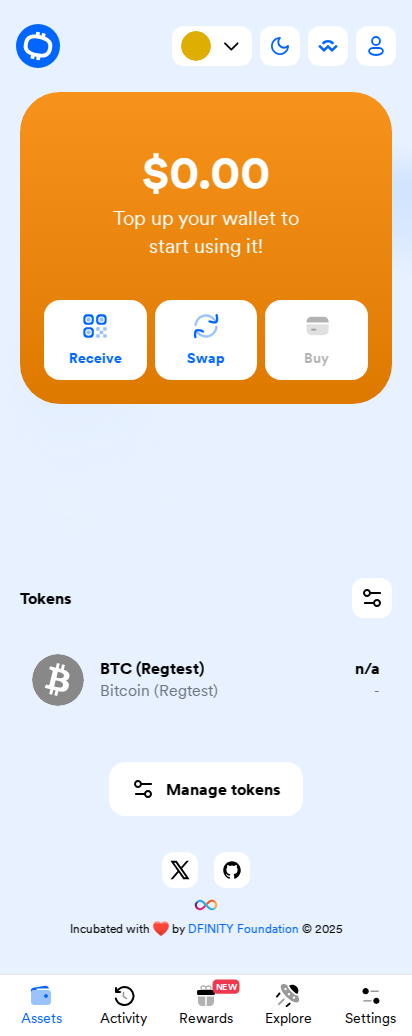 $0.00
Top up your wallet to
start using it!
Receive
Swap
Buy
Tokens
BTC (Regtest)
n/a
Bitcoin (Regtest)
-
Manage tokens
Incubated with ❤️ by DFINITY Foundation © 2025
NEW
Assets
Activity
Rewards
Explore
Settings